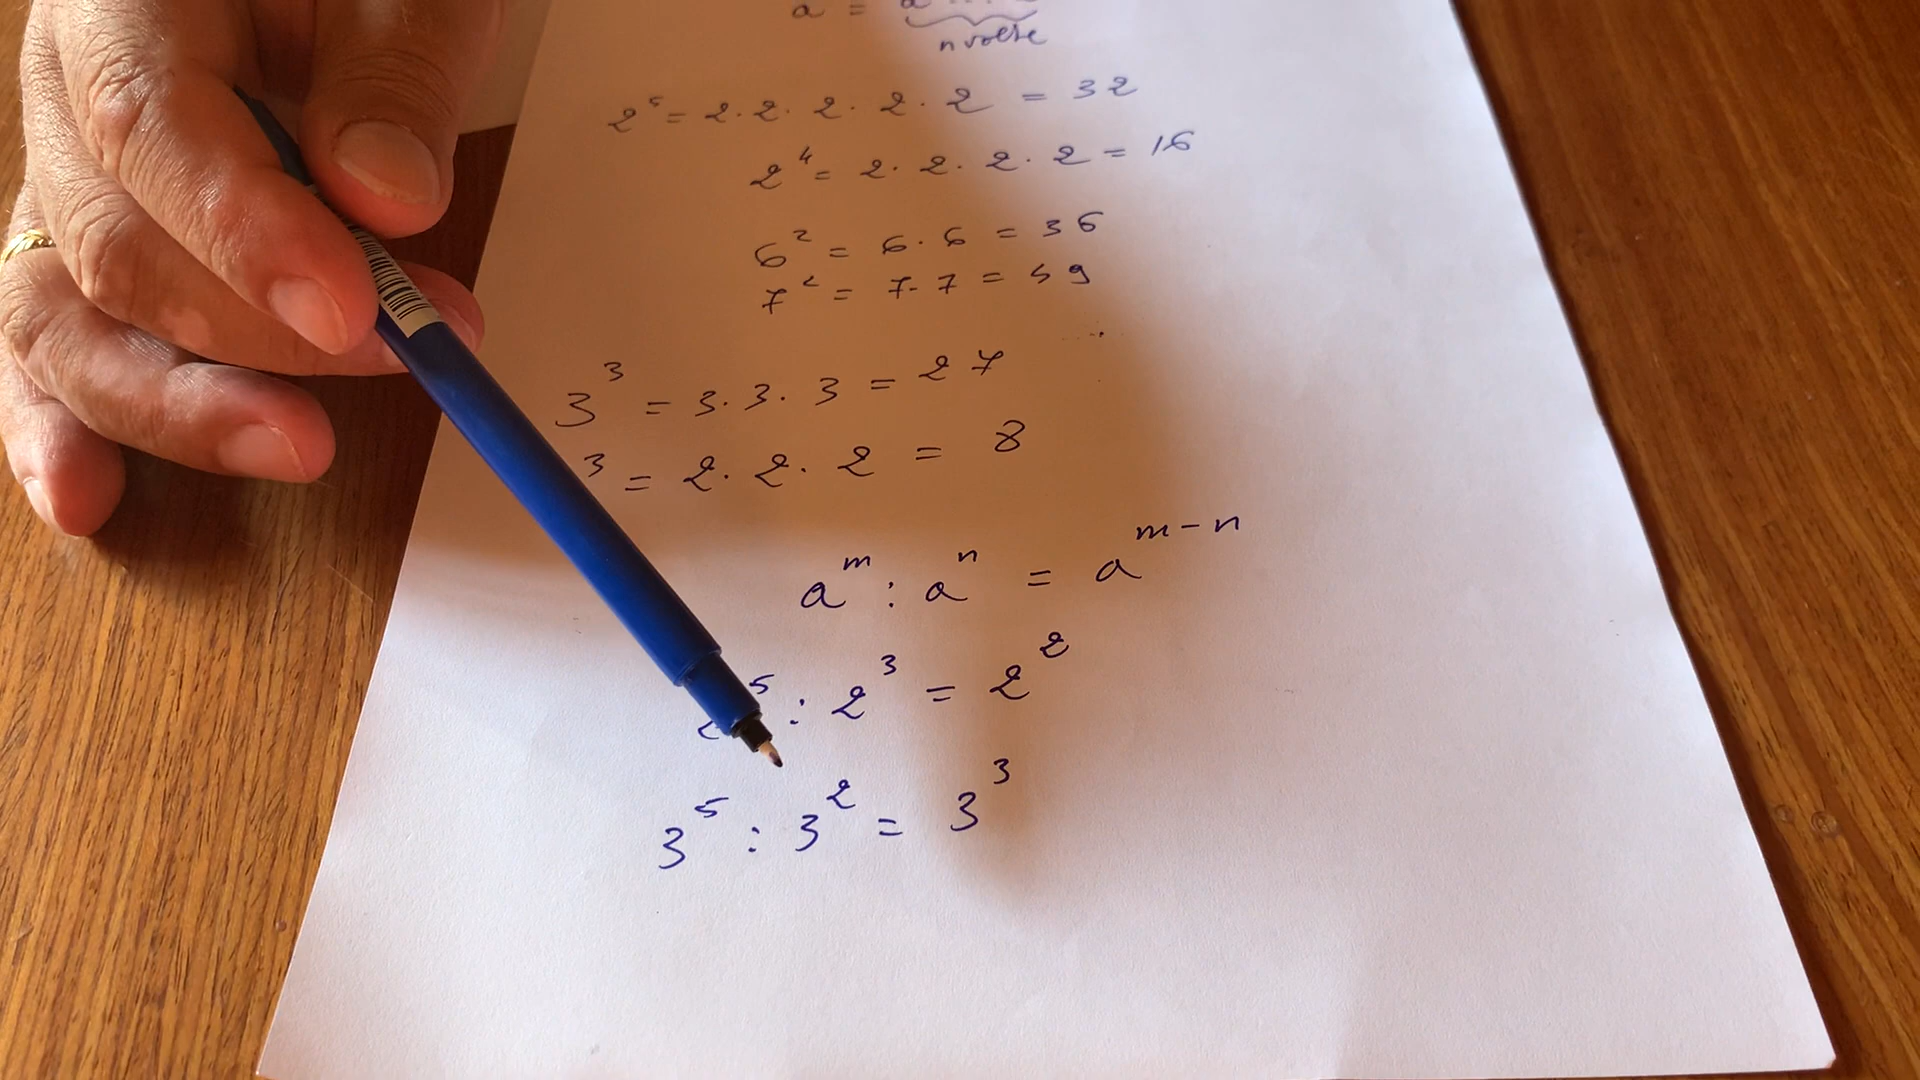 a =
n volte
2⁵ = 2·2·2·2·2 = 32
2⁴ = 2·2·2·2 = 16
6² = 6·6 = 36
7² = 7·7 = 49
3³ = 3·3·3 = 27
³ = 2·2·2 = 8
aᵐ : aⁿ = aᵐ⁻ⁿ
2⁵ : 2³ = 2²
3⁵ : 3² = 3³